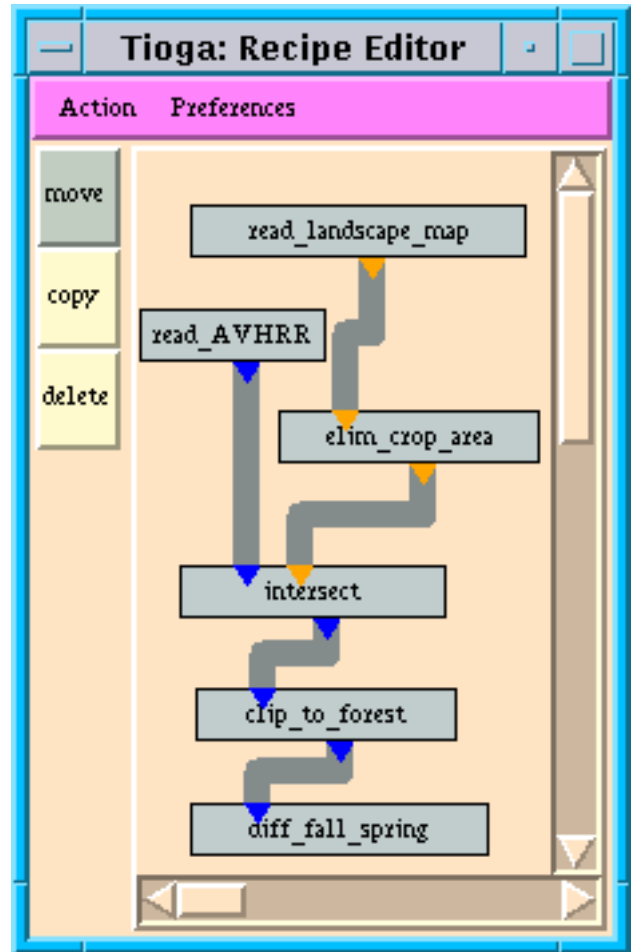 Tioga: Recipe Editor
Action Preferences
move
read_landscape_map
copy
read_AVHRR
delete
elim_crop_area
intersect
clip_to_forest
diff_fall_spring